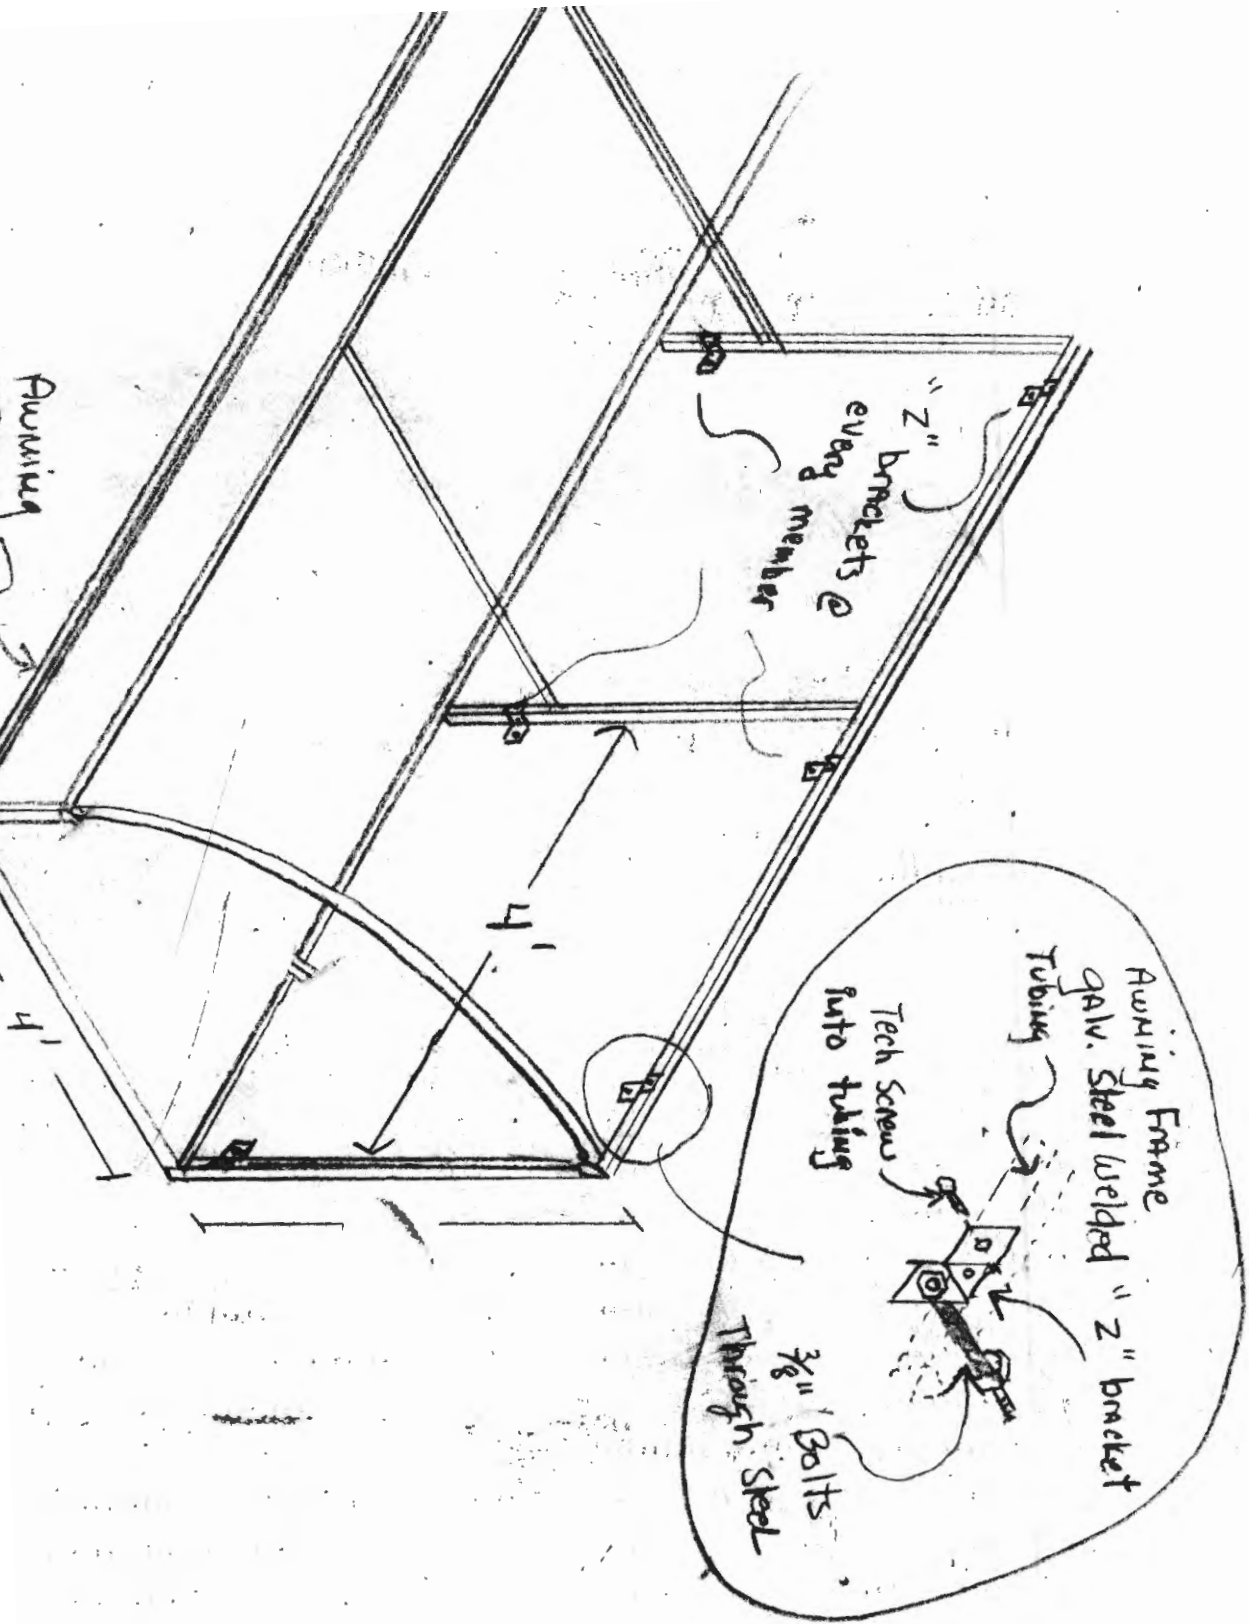 Awning Frame
galv. Steel welded "Z" bracket
Tubing
Tech Screw
into tubing
3/8" Bolts
Through Steel
"Z" brackets @
every member
4'
4'
Awning